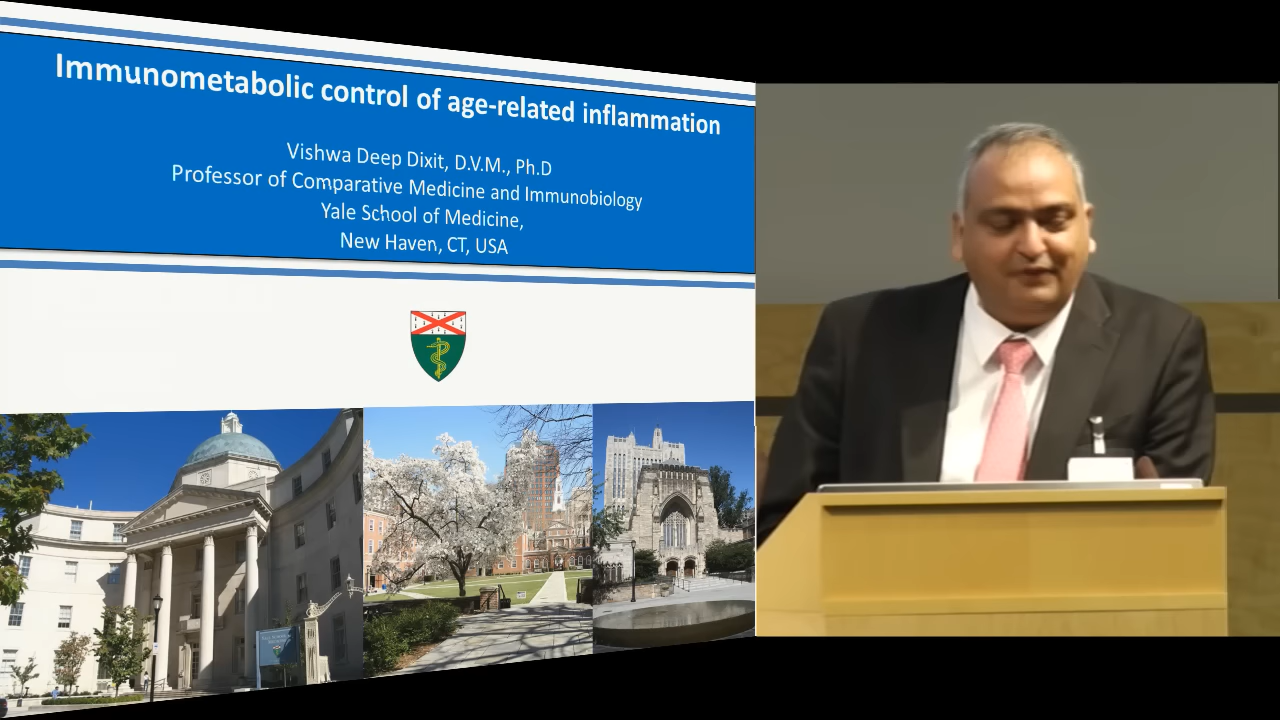 Immunometabolic control of age-related inflammation
Vishwa Deep Dixit, D.V.M., Ph.D
Professor of Comparative Medicine and Immunobiology
Yale School of Medicine,
New Haven, CT, USA